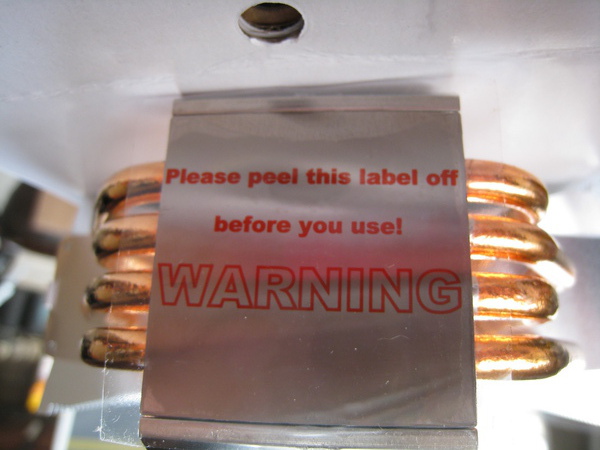 Please peel this label off
before you use!
WARNING